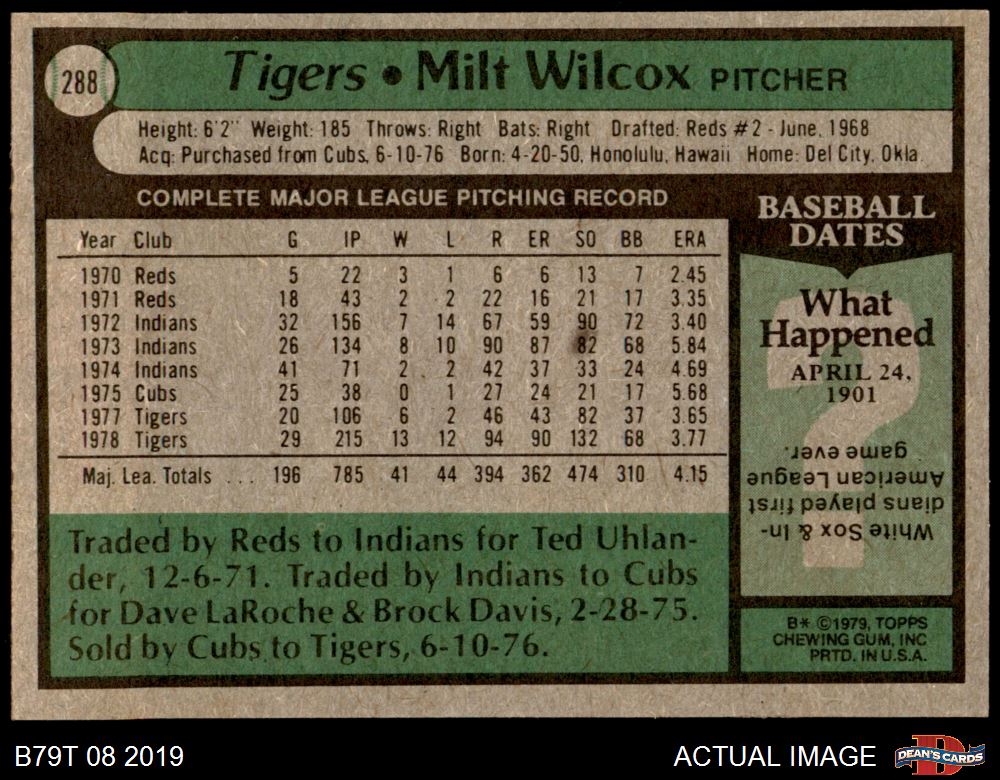 288
Tigers • Milt Wilcox PITCHER
Height: 6'2" Weight: 185 Throws: Right Bats: Right Drafted: Reds #2 - June, 1968
Acq: Purchased from Cubs, 6-10-76 Born: 4-20-50, Honolulu, Hawaii Home: Del City, Okla.
COMPLETE MAJOR LEAGUE PITCHING RECORD
Year Club G IP W L R ER SO BB ERA
1970 Reds 5 22 3 1 6 6 13 7 2.45
1971 Reds 18 43 2 2 22 16 21 17 3.35
1972 Indians 32 156 7 14 67 59 90 72 3.40
1973 Indians 26 134 8 10 90 87 82 68 5.84
1974 Indians 41 71 2 2 42 37 33 24 4.69
1975 Cubs 25 38 0 1 27 24 21 17 5.68
1977 Tigers 20 106 6 2 46 43 82 37 3.65
1978 Tigers 29 215 13 12 94 90 132 68 3.77
Maj. Lea. Totals . . . 196 785 41 44 394 362 474 310 4.15
Traded by Reds to Indians for Ted Uhlan-
der, 12-6-71. Traded by Indians to Cubs
for Dave LaRoche & Brock Davis, 2-28-75.
Sold by Cubs to Tigers, 6-10-76.
BASEBALL
DATES
What
Happened
APRIL 24,
1901
White Sox & In-
dians played first
American League
game ever.
B* ©1979, TOPPS
CHEWING GUM, INC
PRTD. IN U.S.A.
B79T 08 2019
ACTUAL IMAGE
DEAN'S CARDS